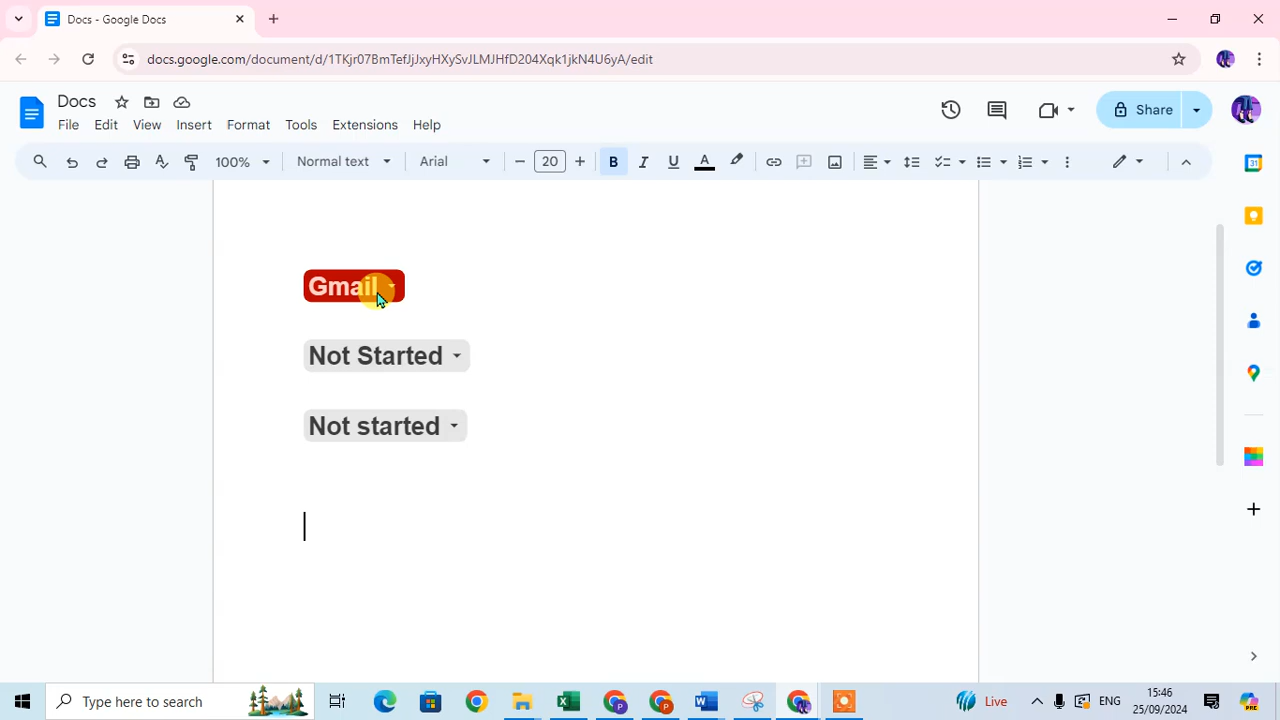 Docs - Google Docs
docs.google.com/document/d/1TKjr07BmTefJjJxyHXySvJLMJHfD204Xqk1jkN4U6yA/edit
Docs
Share
File Edit View Insert Format Tools Extensions Help
100% Normal text Arial 20 B I U A
31
Gmail
Not Started
Not started
Type here to search
Live
ENG
15:46
25/09/2024